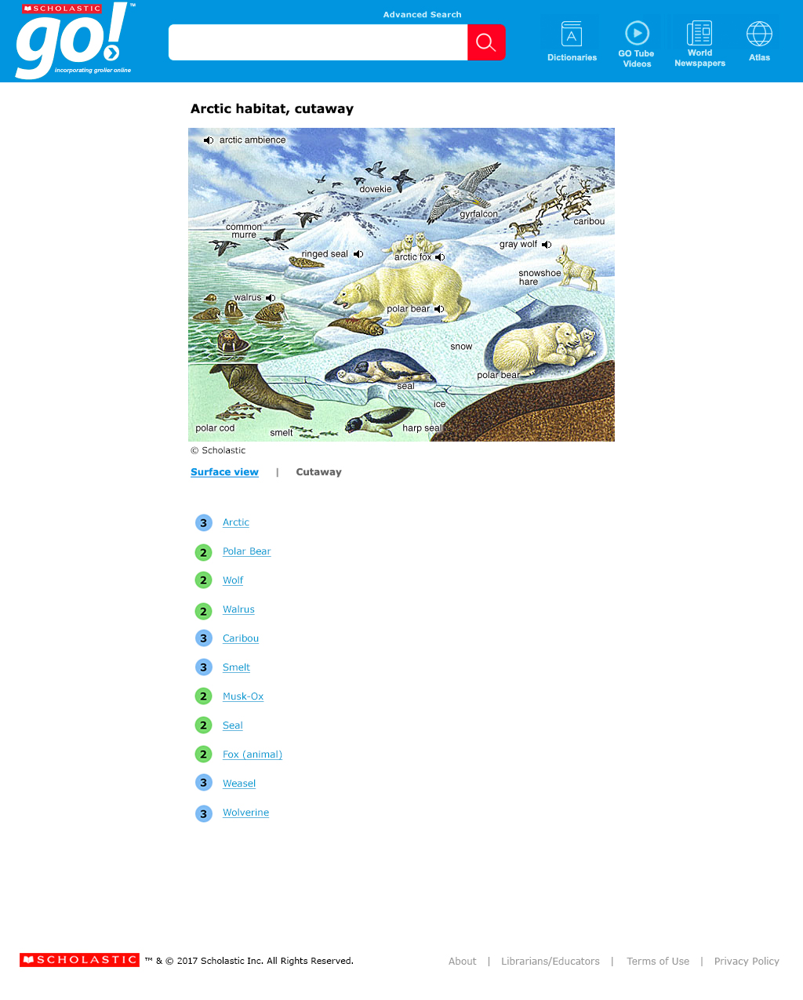 SCHOLASTIC
™
go!
incorporating grolier online
Advanced Search
A
Dictionaries
GO Tube
Videos
World
Newspapers
Atlas
Arctic habitat, cutaway
arctic ambience
dovekie
gyrfalcon
caribou
common
murre
gray wolf
ringed seal
arctic fox
snowshoe
hare
walrus
polar bear
snow
polar bear
seal
ice
polar cod
smelt
harp seal
© Scholastic
Surface view | Cutaway
3 Arctic
2 Polar Bear
2 Wolf
2 Walrus
3 Caribou
3 Smelt
2 Musk-Ox
2 Seal
2 Fox (animal)
3 Weasel
3 Wolverine
SCHOLASTIC ™ & © 2017 Scholastic Inc. All Rights Reserved.
About | Librarians/Educators | Terms of Use | Privacy Policy